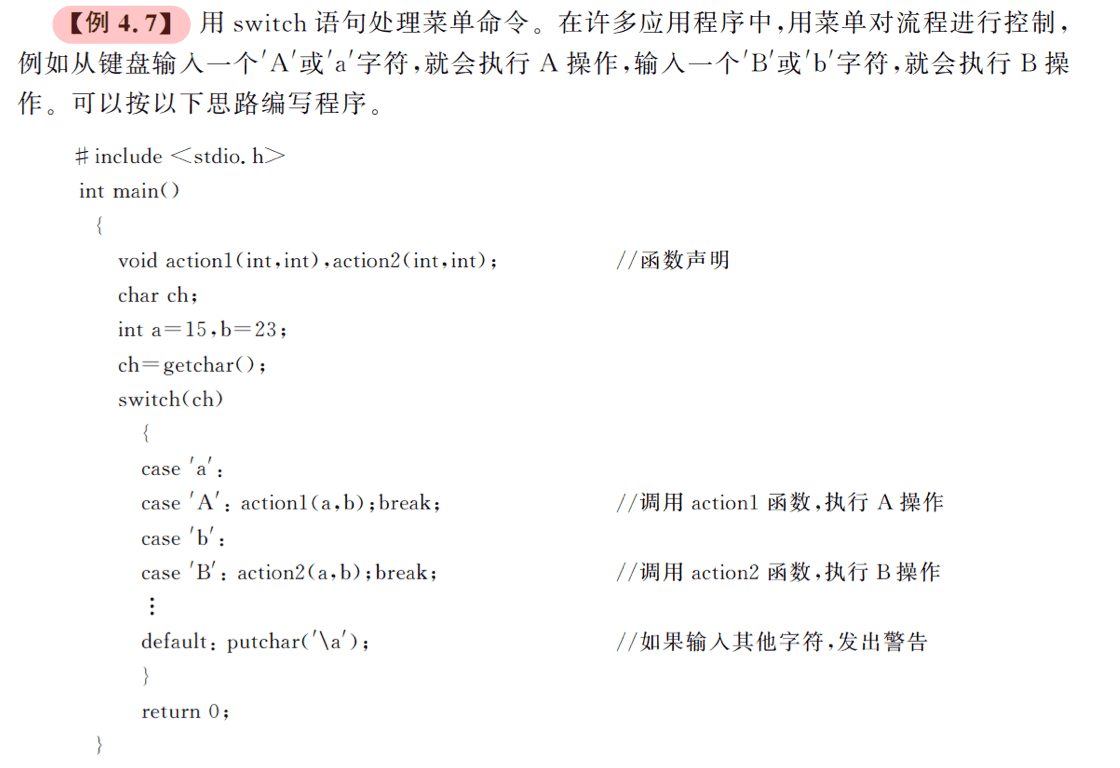 【例 4.7】 用 switch 语句处理菜单命令。在许多应用程序中,用菜单对流程进行控制,
例如从键盘输入一个'A'或'a'字符,就会执行 A 操作,输入一个'B'或'b'字符,就会执行 B 操
作。可以按以下思路编写程序。
#include <stdio.h>
int main()
{
void action1(int,int),action2(int,int); //函数声明
char ch;
int a=15,b=23;
ch=getchar();
switch(ch)
{
case 'a':
case 'A': action1(a,b);break; //调用 action1 函数,执行 A 操作
case 'b':
case 'B': action2(a,b);break; //调用 action2 函数,执行 B 操作
⋮
default: putchar('\a'); //如果输入其他字符,发出警告
}
return 0;
}